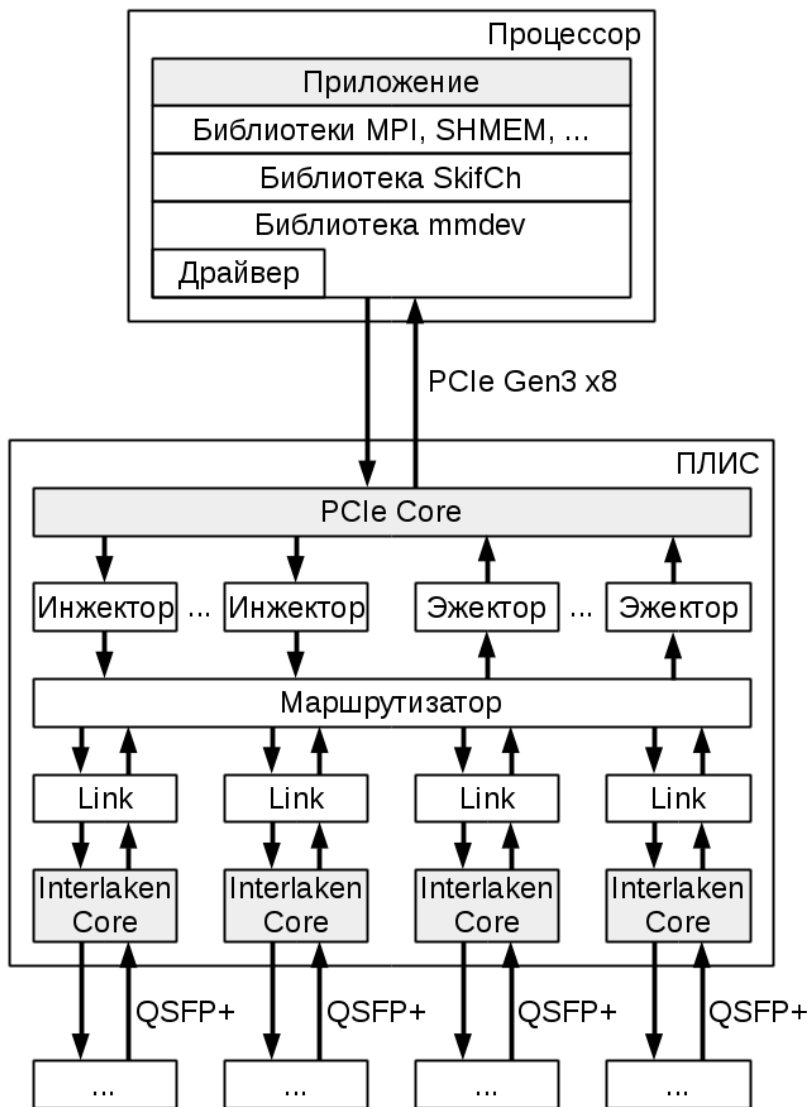 Процессор
Приложение
Библиотеки MPI, SHMEM, ...
Библиотека SkifCh
Библиотека mmdev
Драйвер
PCIe Gen3 x8
ПЛИС
PCIe Core
Инжектор ... Инжектор Эжектор ... Эжектор
Маршрутизатор
Link Link Link Link
Interlaken Interlaken Interlaken Interlaken
Core Core Core Core
QSFP+ QSFP+ QSFP+ QSFP+
... ... ... ...